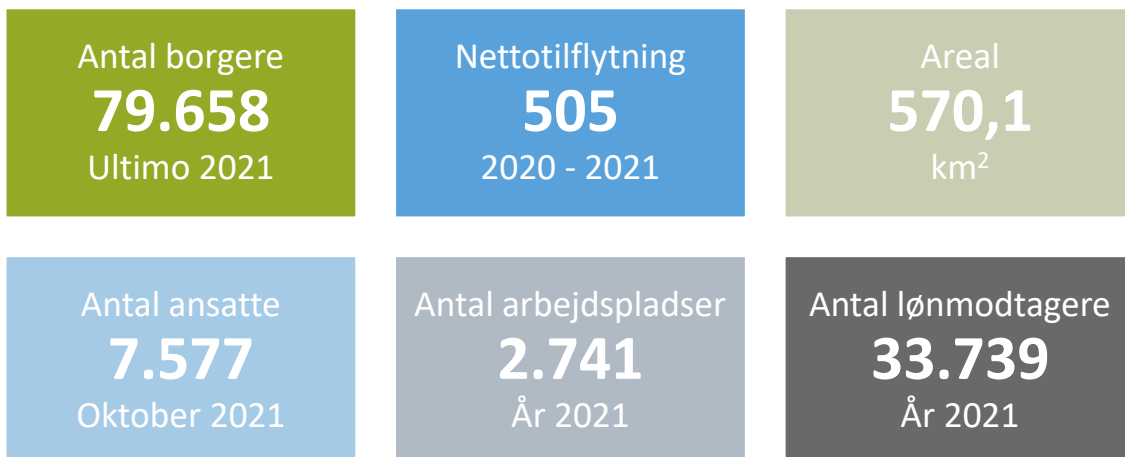 Antal borgere
79.658
Ultimo 2021
Nettotilflytning
505
2020 - 2021
Areal
570,1
km²
Antal ansatte
7.577
Oktober 2021
Antal arbejdspladser
2.741
År 2021
Antal lønmodtagere
33.739
År 2021